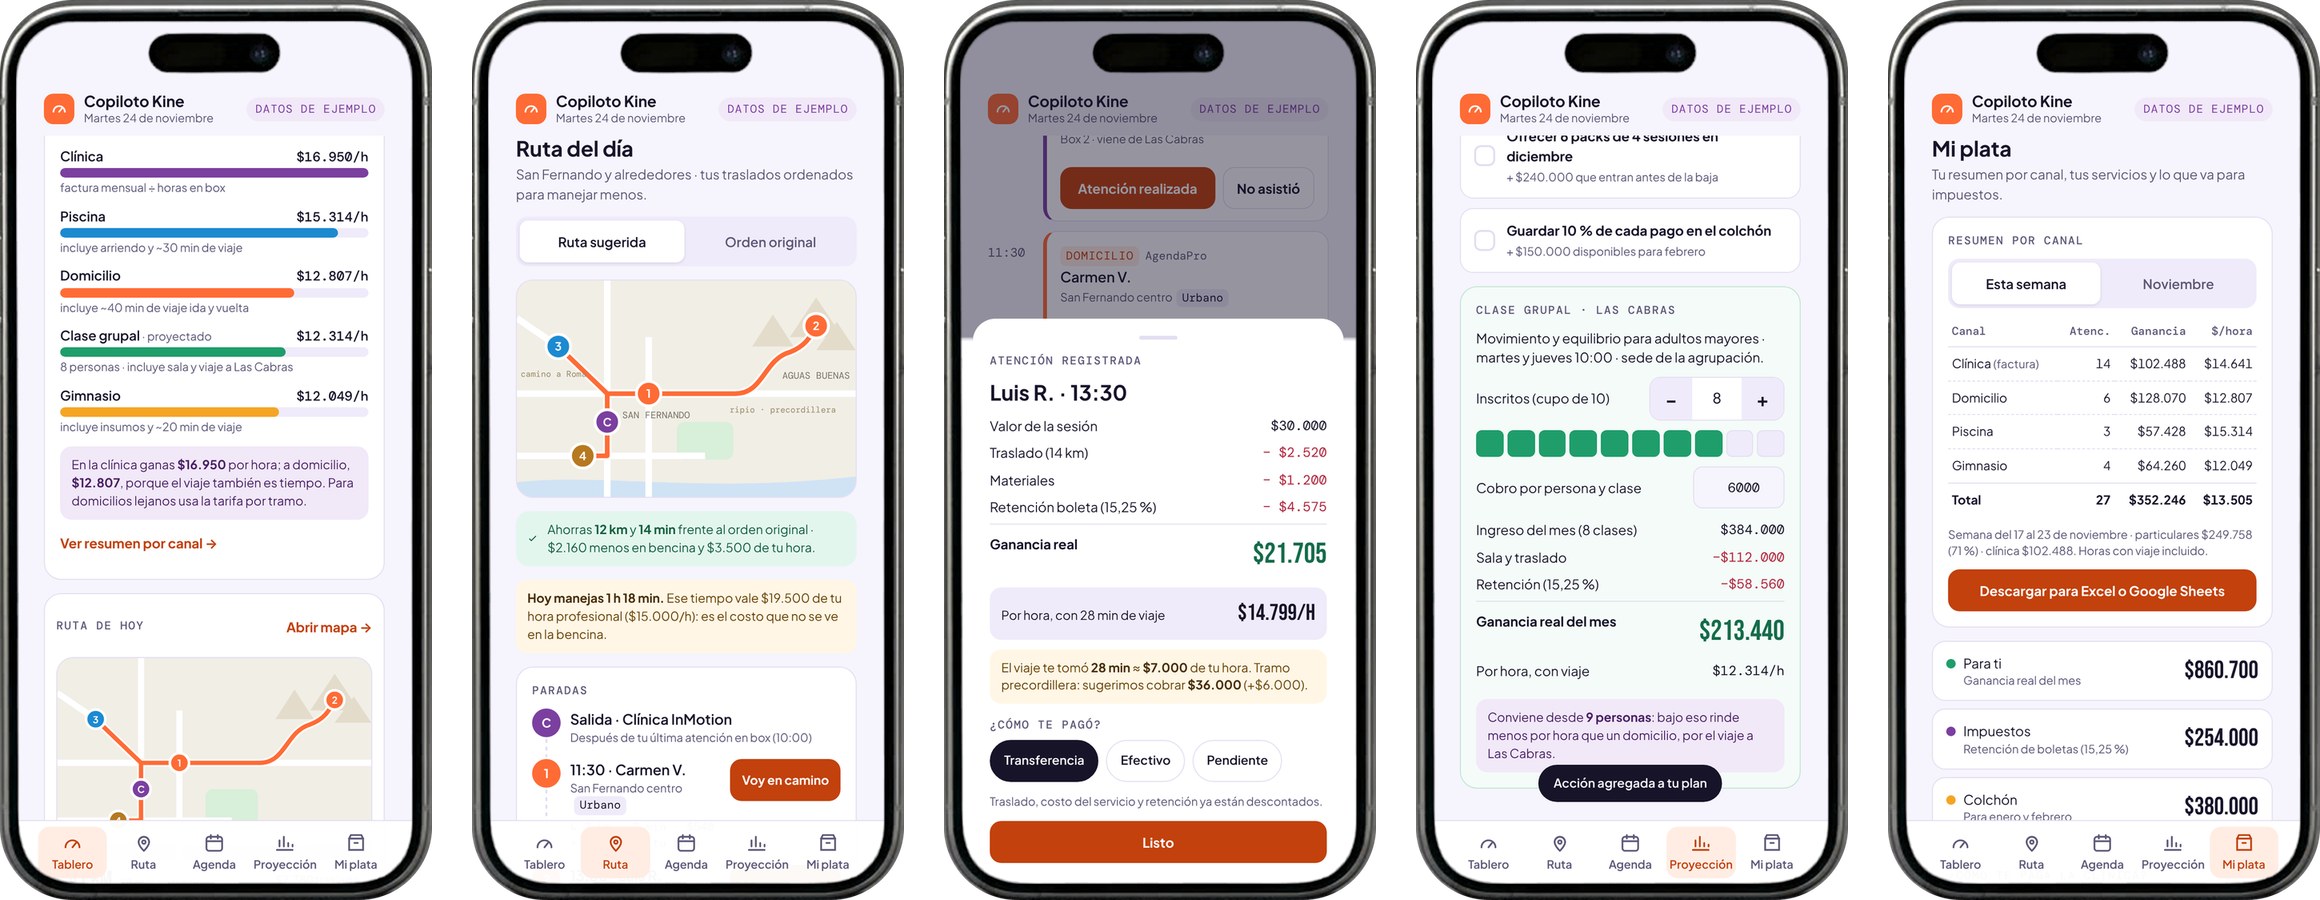 Copiloto Kine
Martes 24 de noviembre
DATOS DE EJEMPLO
Clínica $16.950/h
factura mensual ÷ horas en box
Piscina $15.314/h
incluye arriendo y ~30 min de viaje
Domicilio $12.807/h
incluye ~40 min de viaje ida y vuelta
Clase grupal · proyectado $12.314/h
8 personas · incluye sala y viaje a Las Cabras
Gimnasio $12.049/h
incluye insumos y ~20 min de viaje
En la clínica ganas $16.950 por hora; a domicilio,
$12.807, porque el viaje también es tiempo. Para
domicilios lejanos usa la tarifa por tramo.
Ver resumen por canal →
RUTA DE HOY
Abrir mapa →
2
3
1
C
4
Tablero Ruta Agenda Proyección Mi plata
Copiloto Kine
Martes 24 de noviembre
DATOS DE EJEMPLO
Ruta del día
San Fernando y alrededores · tus traslados ordenados
para manejar menos.
Ruta sugerida Orden original
2
3
camino a Roma
AGUAS BUENAS
1
ripio · precordillera
SAN FERNANDO
C
4
Ahorras 12 km y 14 min frente al orden original ·
$2.160 menos en bencina y $3.500 de tu hora.
Hoy manejas 1 h 18 min. Ese tiempo vale $19.500 de tu
hora profesional ($15.000/h): es el costo que no se ve
en la bencina.
PARADAS
C Salida · Clínica InMotion
Después de tu última atención en box (10:00)
1 11:30 · Carmen V.
San Fernando centro
Urbano
Voy en camino
Tablero Ruta Agenda Proyección Mi plata
Copiloto Kine
Martes 24 de noviembre
DATOS DE EJEMPLO
Box 2 · viene de Las Cabras
Atención realizada No asistió
11:30
DOMICILIO AgendaPro
Carmen V.
San Fernando centro Urbano
ATENCIÓN REGISTRADA
Luis R. · 13:30
Valor de la sesión $30.000
Traslado (14 km) − $2.520
Materiales − $1.200
Retención boleta (15,25 %) − $4.575
Ganancia real $21.705
Por hora, con 28 min de viaje $14.799/H
El viaje te tomó 28 min ≈ $7.000 de tu hora. Tramo
precordillera: sugerimos cobrar $36.000 (+$6.000).
¿CÓMO TE PAGÓ?
Transferencia Efectivo Pendiente
Traslado, costo del servicio y retención ya están descontados.
Listo
Copiloto Kine
Martes 24 de noviembre
DATOS DE EJEMPLO
Ofrecer 6 packs de 4 sesiones en
diciembre
+ $240.000 que entran antes de la baja
Guardar 10 % de cada pago en el colchón
+ $150.000 disponibles para febrero
CLASE GRUPAL · LAS CABRAS
Movimiento y equilibrio para adultos mayores ·
martes y jueves 10:00 · sede de la agrupación.
Inscritos (cupo de 10) − 8 +
Cobro por persona y clase 6000
Ingreso del mes (8 clases) $384.000
Sala y traslado −$112.000
Retención (15,25 %) −$58.560
Ganancia real del mes $213.440
Por hora, con viaje $12.314/h
Conviene desde 9 personas: bajo eso rinde
menos por hora que un domicilio, por el viaje a
Las Cabras.
Acción agregada a tu plan
Tablero Ruta Agenda Proyección Mi plata
Copiloto Kine
Martes 24 de noviembre
DATOS DE EJEMPLO
Mi plata
Tu resumen por canal, tus servicios y lo que va para
impuestos.
RESUMEN POR CANAL
Esta semana Noviembre
Canal Atenc. Ganancia $/hora
Clínica (factura) 14 $102.488 $14.641
Domicilio 6 $128.070 $12.807
Piscina 3 $57.428 $15.314
Gimnasio 4 $64.260 $12.049
Total 27 $352.246 $13.505
Semana del 17 al 23 de noviembre · particulares $249.758
(71 %) · clínica $102.488. Horas con viaje incluido.
Descargar para Excel o Google Sheets
Para ti $860.700
Ganancia real del mes
Impuestos $254.000
Retención de boletas (15,25 %)
Colchón $380.000
Para enero y febrero
Tablero Ruta Agenda Proyección Mi plata